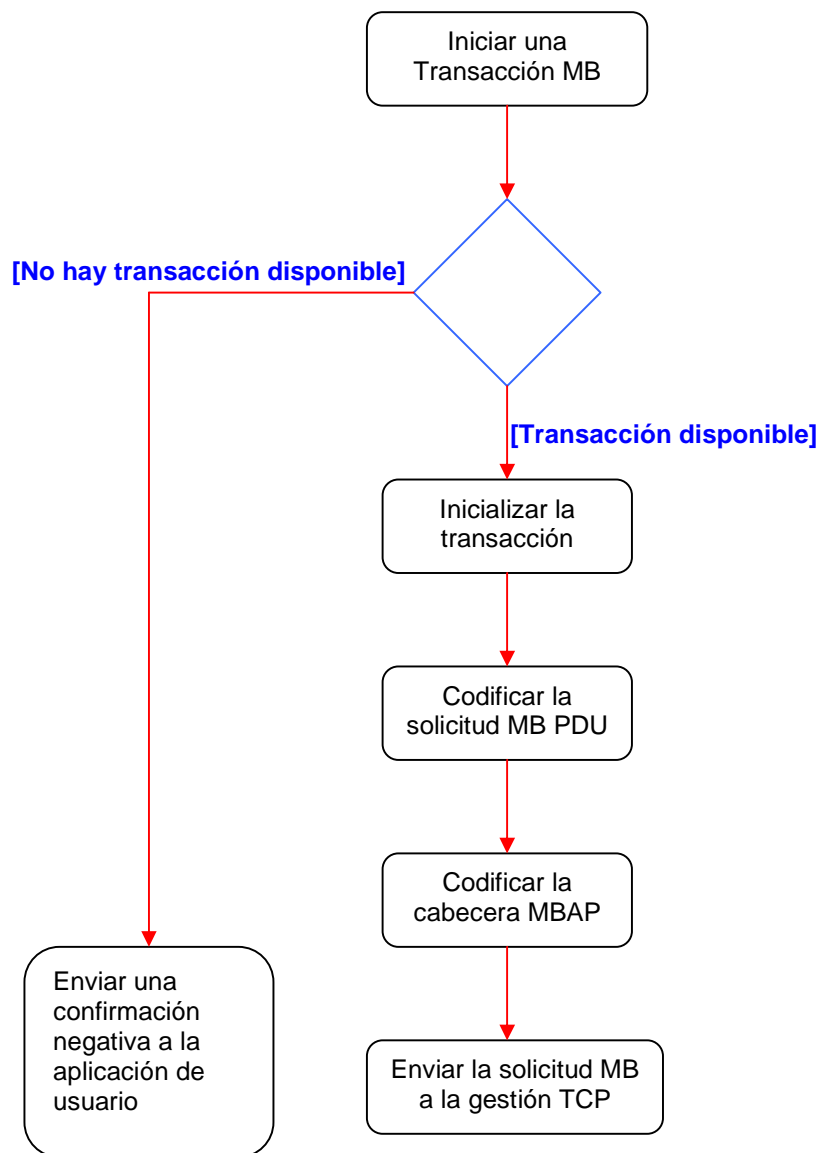 Iniciar una
Transacción MB
[No hay transacción disponible]
[Transacción disponible]
Inicializar la
transacción
Codificar la
solicitud MB PDU
Codificar la
cabecera MBAP
Enviar una
confirmación
negativa a la
aplicación de
usuario
Enviar la solicitud MB
a la gestión TCP